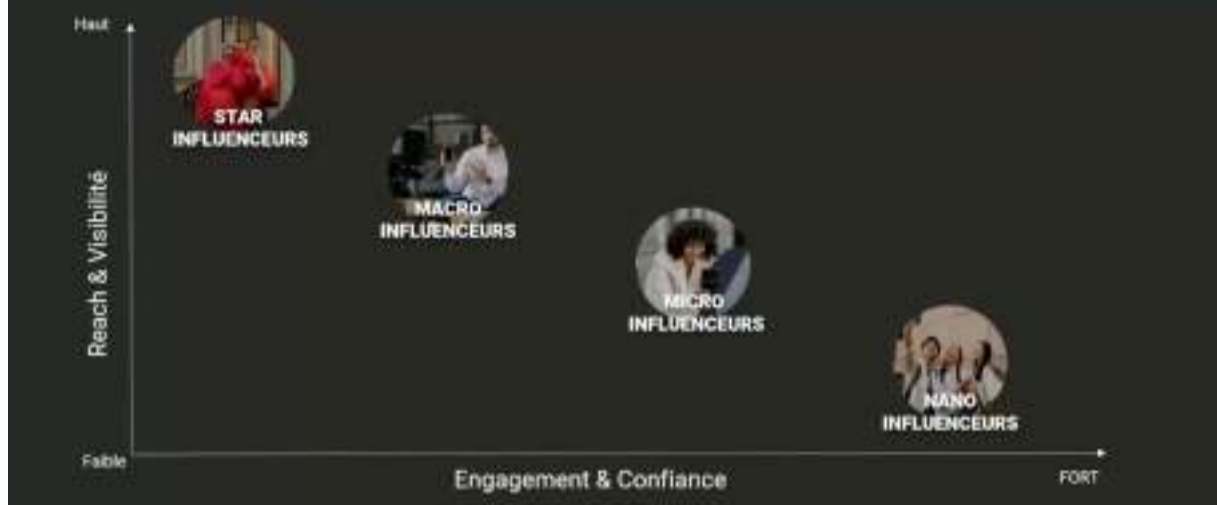 Haut
STAR
INFLUENCEURS
MACRO
INFLUENCEURS
Reach & Visibilité
MICRO
INFLUENCEURS
NANO
INFLUENCEURS
Faible
Engagement & Confiance
FORT